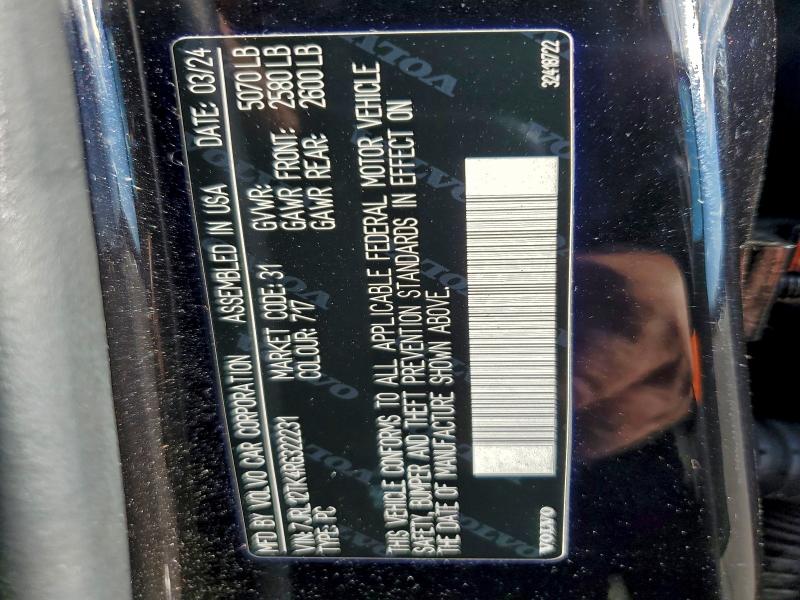 MFD BY VOLVO CAR CORPORATION ASSEMBLED IN USA DATE: 03/24
VIN: 7JRL12TK4RG322231 GVWR: 5070 LB
TYPE: PC MARKET CODE: 31 GAWR FRONT: 2580 LB
COLOUR: 717 GAWR REAR: 2600 LB
THIS VEHICLE CONFORMS TO ALL APPLICABLE FEDERAL MOTOR VEHICLE
SAFETY, BUMPER AND THEFT PREVENTION STANDARDS IN EFFECT ON
THE DATE OF MANUFACTURE SHOWN ABOVE.
VOLVO 32418722